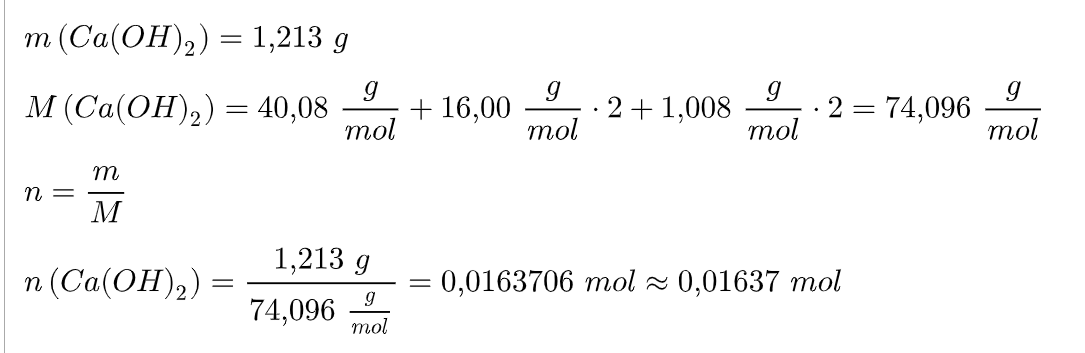 m (Ca(OH)₂) = 1,213 g
M (Ca(OH)₂) = 40,08 g/mol + 16,00 g/mol · 2 + 1,008 g/mol · 2 = 74,096 g/mol
n = m/M
n (Ca(OH)₂) = 1,213 g / 74,096 g/mol = 0,0163706 mol ≈ 0,01637 mol